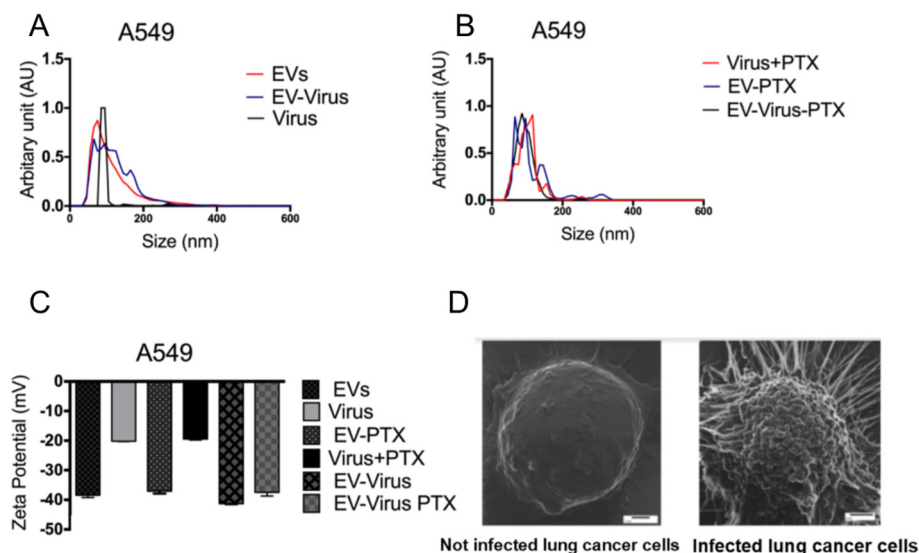 A
A549
Arbitary unit (AU)
1.5
1.0
0.5
0.0
0
200
400
600
Size (nm)
EVs
EV-Virus
Virus
B
A549
Arbitrary unit (AU)
1.5
1.0
0.5
0.0
0
200
400
600
Size (nm)
Virus+PTX
EV-PTX
EV-Virus-PTX
C
A549
Zeta Potential (mV)
0
-10
-20
-30
-40
-50
EVs
Virus
EV-PTX
Virus+PTX
EV-Virus
EV-Virus PTX
D
Not infected lung cancer cells
Infected lung cancer cells